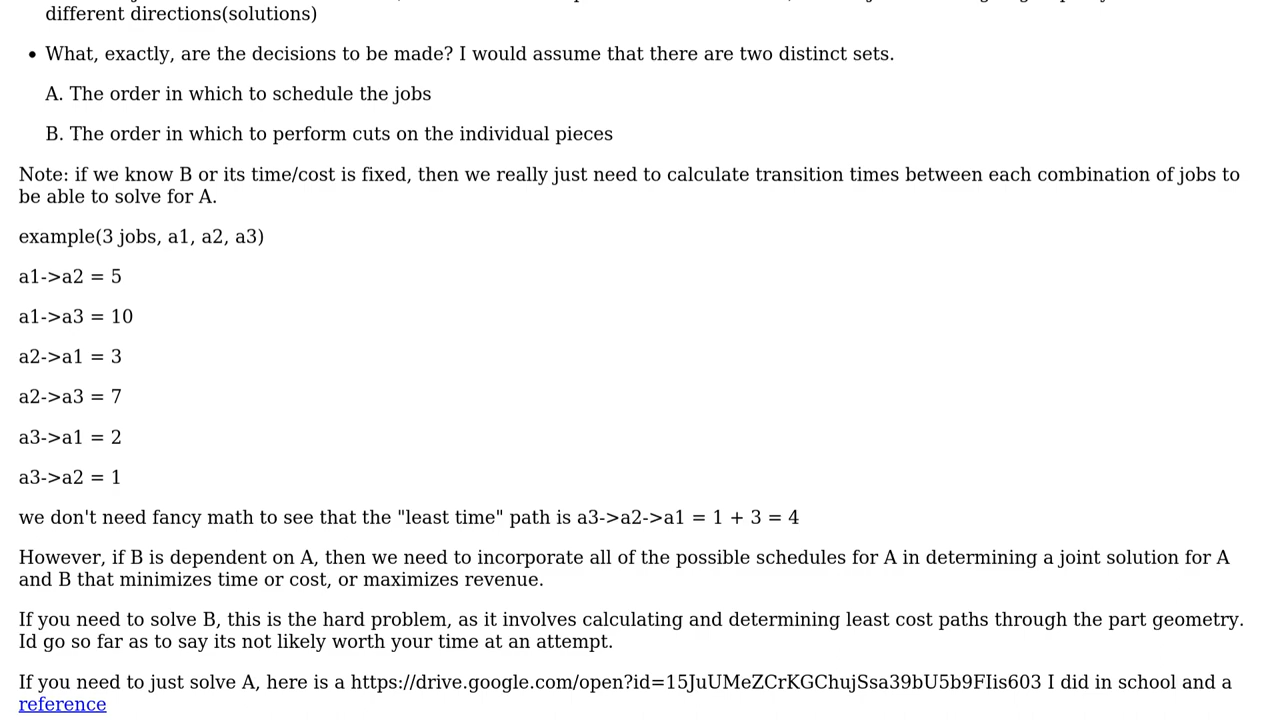 different directions(solutions)
• What, exactly, are the decisions to be made? I would assume that there are two distinct sets.
A. The order in which to schedule the jobs
B. The order in which to perform cuts on the individual pieces
Note: if we know B or its time/cost is fixed, then we really just need to calculate transition times between each combination of jobs to
be able to solve for A.
example(3 jobs, a1, a2, a3)
a1->a2 = 5
a1->a3 = 10
a2->a1 = 3
a2->a3 = 7
a3->a1 = 2
a3->a2 = 1
we don't need fancy math to see that the "least time" path is a3->a2->a1 = 1 + 3 = 4
However, if B is dependent on A, then we need to incorporate all of the possible schedules for A in determining a joint solution for A
and B that minimizes time or cost, or maximizes revenue.
If you need to solve B, this is the hard problem, as it involves calculating and determining least cost paths through the part geometry.
Id go so far as to say its not likely worth your time at an attempt.
If you need to just solve A, here is a https://drive.google.com/open?id=15JuUMeZCrKGChujSsa39bU5b9FIis603 I did in school and a
reference